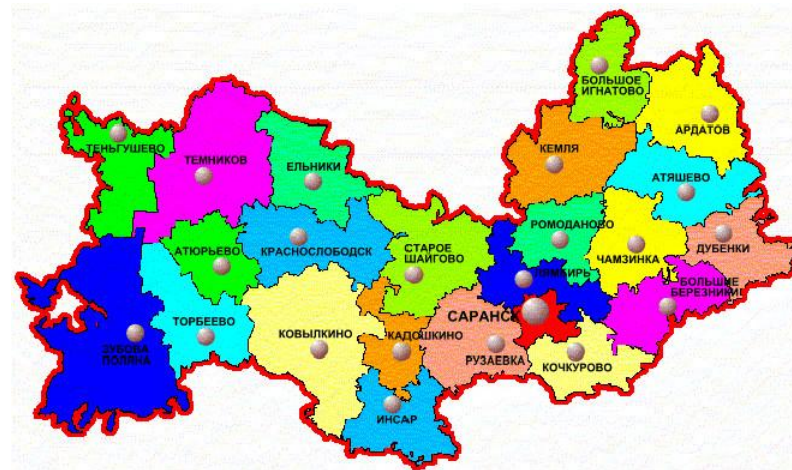 БОЛЬШОЕ
ИГНАТОВО
АРДАТОВ
ТЕНЬГУШЕВО
ТЕМНИКОВ
ЕЛЬНИКИ
КЕМЛЯ
АТЯШЕВО
АТЮРЬЕВО
КРАСНОСЛОБОДСК
СТАРОЕ
ШАЙГОВО
РОМОДАНОВО
ЧАМЗИНКА
ДУБЕНКИ
ЛЯМБИРЬ
БОЛЬШИЕ
БЕРЕЗНИКИ
САРАНСК
ТОРБЕЕВО
КОВЫЛКИНО
КАДОШКИНО
РУЗАЕВКА
КОЧКУРОВО
ЗУБОВА
ПОЛЯНА
ИНСАР